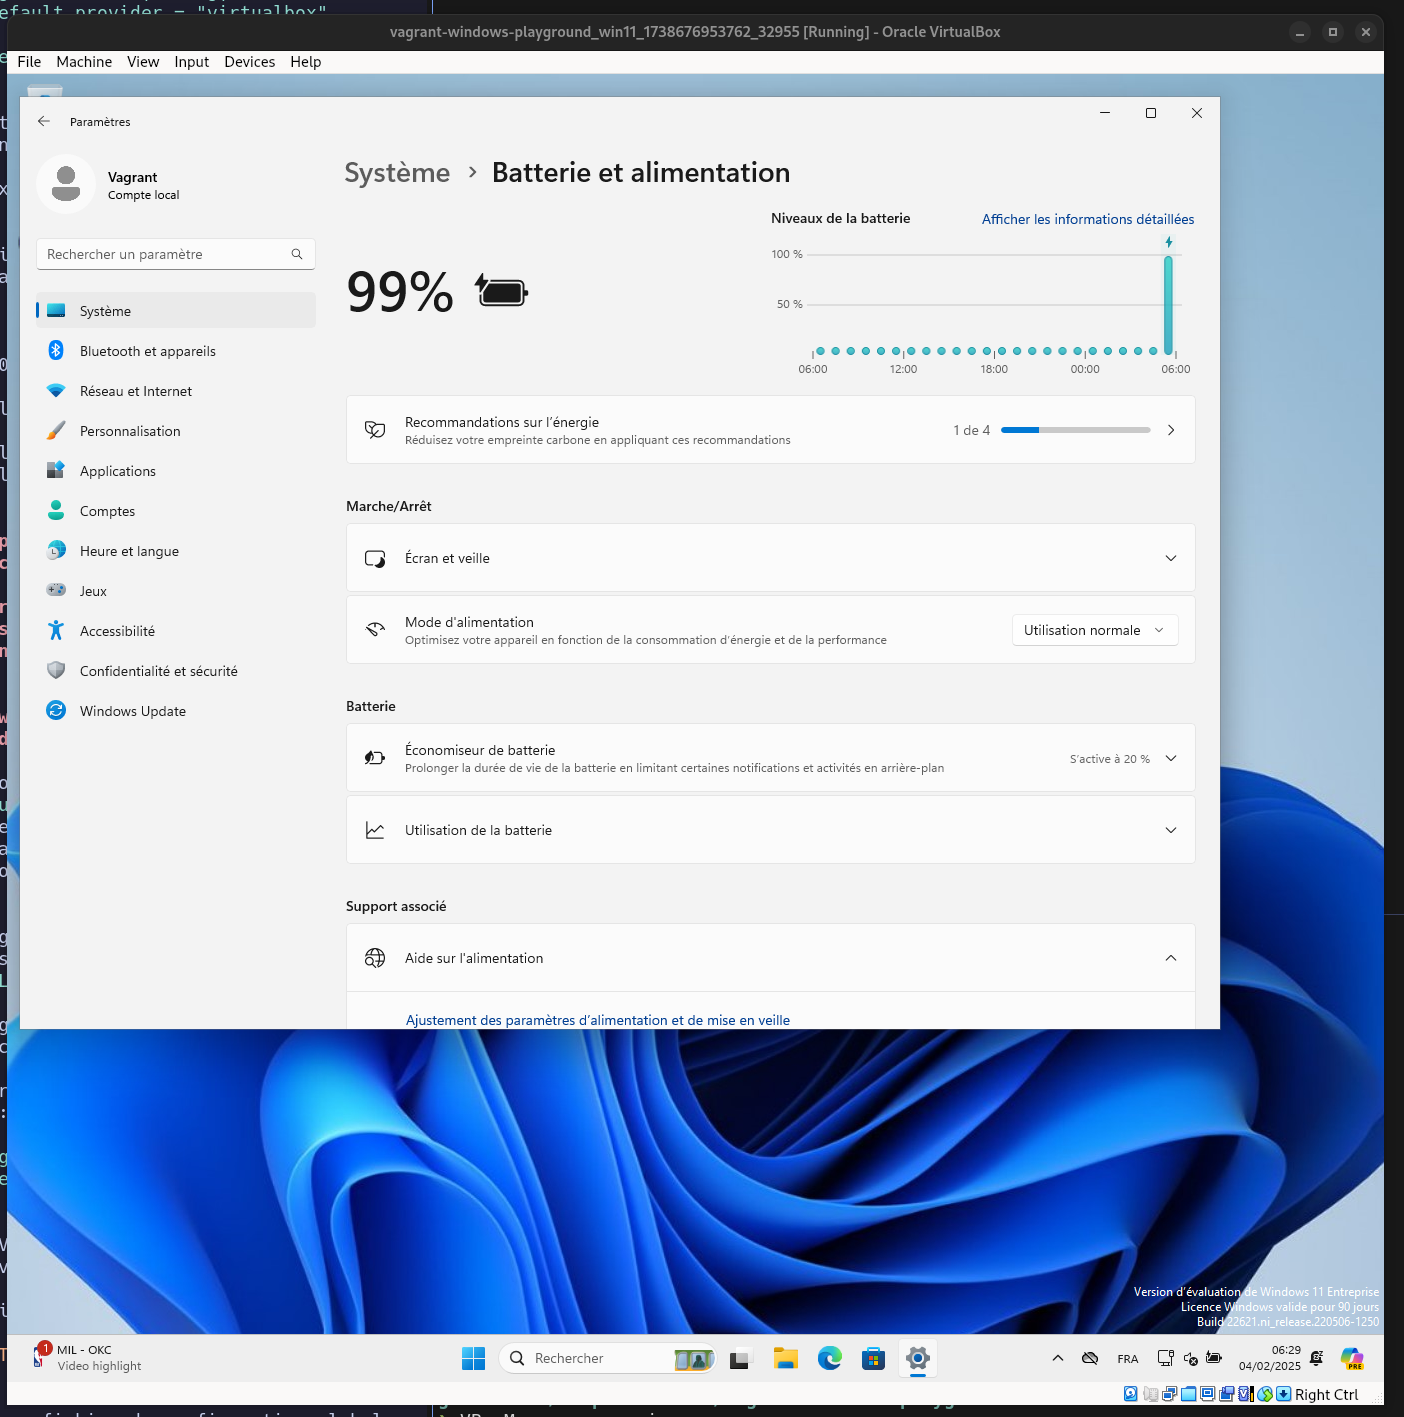 efault provider = "virtualbox"
vagrant-windows-playground_win11_1738676953762_32955 [Running] - Oracle VirtualBox
File Machine View Input Devices Help
Paramètres
Vagrant
Compte local
Rechercher un paramètre
Système
Bluetooth et appareils
Réseau et Internet
Personnalisation
Applications
Comptes
Heure et langue
Jeux
Accessibilité
Confidentialité et sécurité
Windows Update
Système > Batterie et alimentation
99%
Niveaux de la batterie
Afficher les informations détaillées
100 %
50 %
06:00 12:00 18:00 00:00 06:00
Recommandations sur l’énergie
Réduisez votre empreinte carbone en appliquant ces recommandations
1 de 4
Marche/Arrêt
Écran et veille
Mode d'alimentation
Optimisez votre appareil en fonction de la consommation d’énergie et de la performance
Utilisation normale
Batterie
Économiseur de batterie
Prolonger la durée de vie de la batterie en limitant certaines notifications et activités en arrière-plan
S’active à 20 %
Utilisation de la batterie
Support associé
Aide sur l'alimentation
Ajustement des paramètres d’alimentation et de mise en veille
Version d'évaluation de Windows 11 Entreprise
Licence Windows valide pour 90 jours
Build 22621.ni_release.220506-1250
1
MIL - OKC
Video highlight
Rechercher
FRA
06:29
04/02/2025
PRE
Right Ctrl